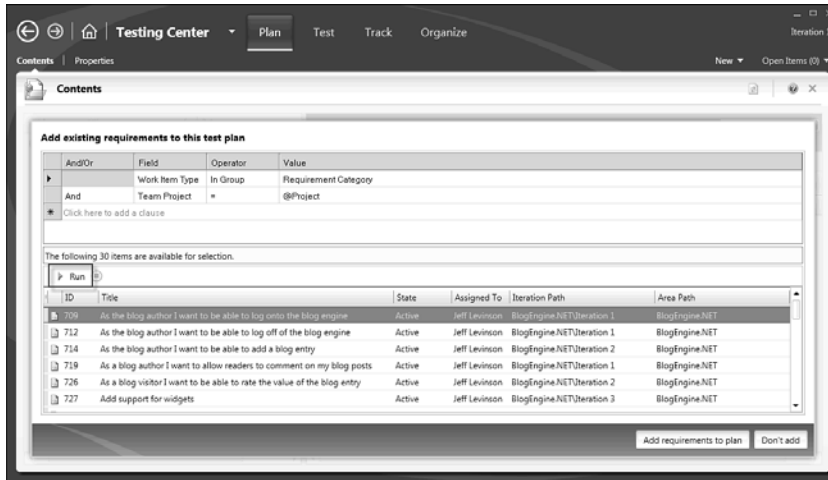 Testing Center Plan Test Track Organize Iteration
Contents | Properties New Open Items (0)
Contents
Add existing requirements to this test plan
And/Or Field Operator Value
Work Item Type In Group Requirement Category
And Team Project = @Project
Click here to add a clause
The following 30 items are available for selection.
Run
ID Title State Assigned To Iteration Path Area Path
709 As the blog author I want to be able to log onto the blog engine Active Jeff Levinson BlogEngine.NET\Iteration 1 BlogEngine.NET
712 As the blog author I want to be able to log off of the blog engine Active Jeff Levinson BlogEngine.NET\Iteration 1 BlogEngine.NET
714 As the blog author I want to be able to add a blog entry Active Jeff Levinson BlogEngine.NET\Iteration 2 BlogEngine.NET
719 As a blog author I want to allow readers to comment on my blog posts Active Jeff Levinson BlogEngine.NET\Iteration 1 BlogEngine.NET
726 As a blog visitor I want to be able to rate the value of the blog entry Active Jeff Levinson BlogEngine.NET\Iteration 2 BlogEngine.NET
727 Add support for widgets Active Jeff Levinson BlogEngine.NET\Iteration 3 BlogEngine.NET
Add requirements to plan Don't add